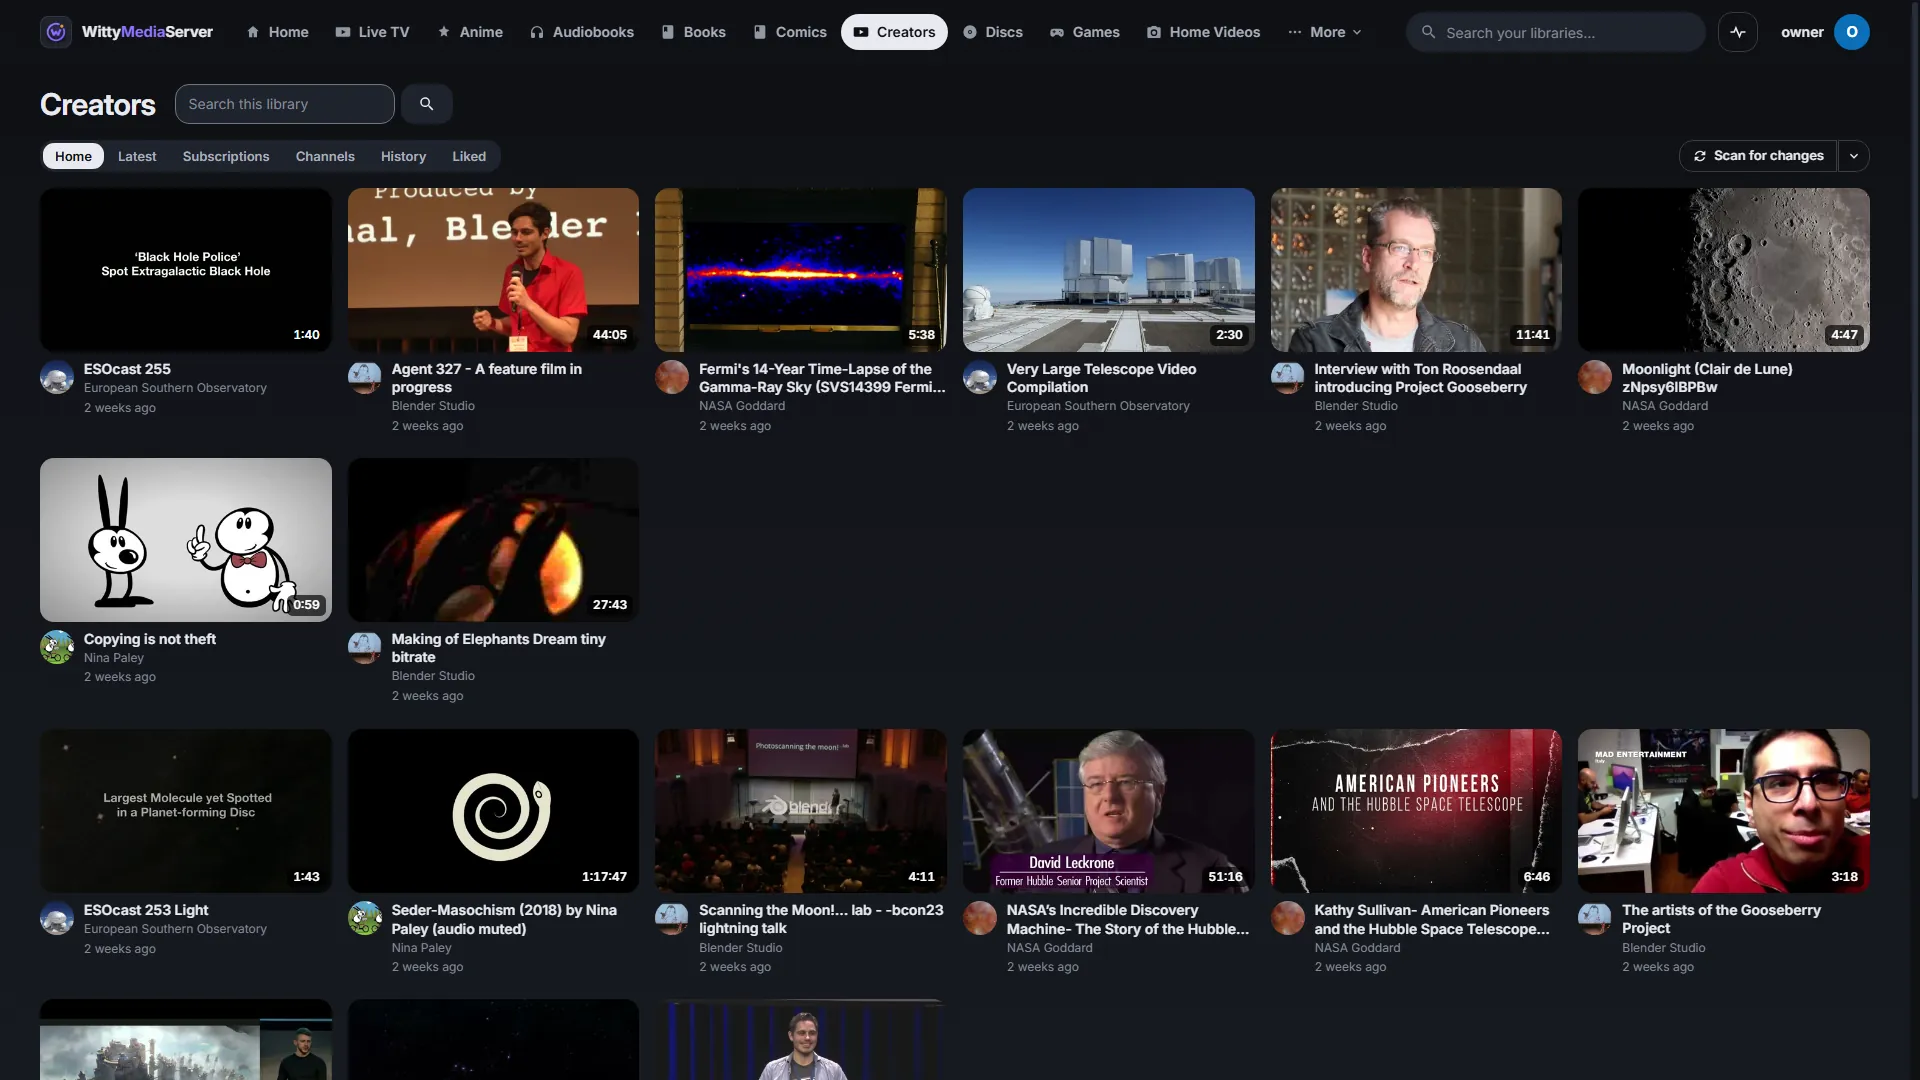 WittyMediaServer
Home
Live TV
Anime
Audiobooks
Books
Comics
Creators
Discs
Games
Home Videos
More
Search your libraries...
owner
O
Creators
Search this library
Home
Latest
Subscriptions
Channels
History
Liked
Scan for changes
'Black Hole Police'
Spot Extragalactic Black Hole
1:40
Produced by
nal, Blender
44:05
5:38
2:30
11:41
4:47
ESOcast 255
European Southern Observatory
2 weeks ago
Agent 327 - A feature film in
progress
Blender Studio
2 weeks ago
Fermi's 14-Year Time-Lapse of the
Gamma-Ray Sky (SVS14399 Fermi...
NASA Goddard
2 weeks ago
Very Large Telescope Video
Compilation
European Southern Observatory
2 weeks ago
Interview with Ton Roosendaal
introducing Project Gooseberry
Blender Studio
2 weeks ago
Moonlight (Clair de Lune)
NASA Goddard
2 weeks ago
0:59
27:43
Copying is not theft
Nina Paley
2 weeks ago
Making of Elephants Dream tiny
bitrate
Blender Studio
2 weeks ago
Largest Molecule yet Spotted
in a Planet-forming Disc
1:43
1:17:47
Photoscanning the moon!
blender
4:11
David Leckrone
Former Hubble Senior Project Scientist
51:16
AMERICAN PIONEERS
AND THE HUBBLE SPACE TELESCOPE
6:46
MAD ENTERTAINMENT
Italy
3:18
ESOcast 253 Light
European Southern Observatory
2 weeks ago
Seder-Masochism (2018) by Nina
Paley (audio muted)
Nina Paley
2 weeks ago
Scanning the Moon!... lab - -bcon23
lightning talk
Blender Studio
2 weeks ago
NASA's Incredible Discovery
Machine- The Story of the Hubble...
NASA Goddard
2 weeks ago
Kathy Sullivan- American Pioneers
and the Hubble Space Telescope...
NASA Goddard
2 weeks ago
The artists of the Gooseberry
Project
Blender Studio
2 weeks ago